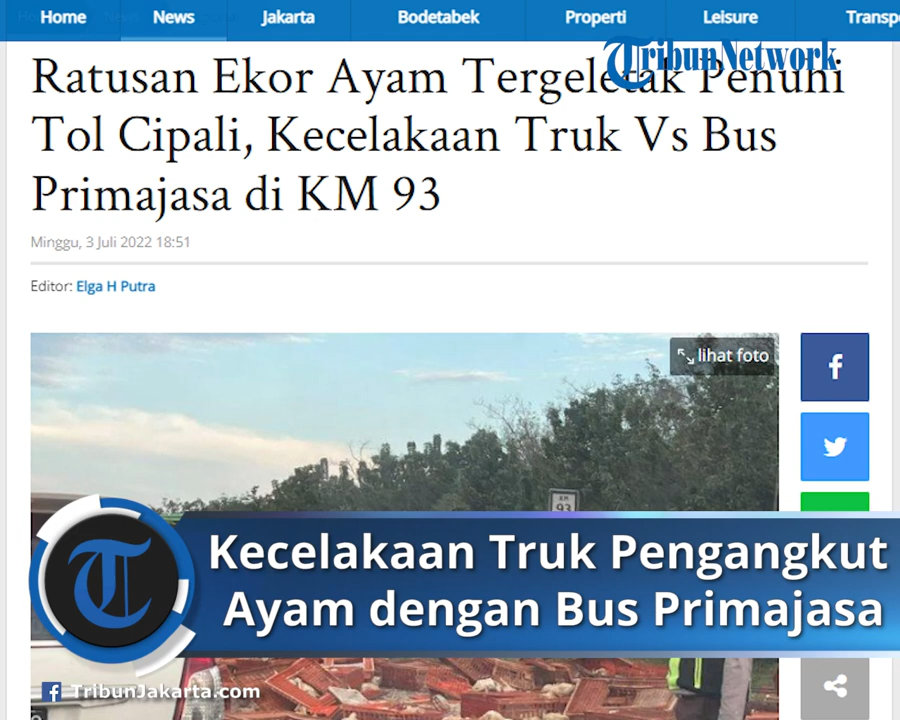 Home News Jakarta Bodetabek Properti Leisure Transpo
TribunNetwork
Ratusan Ekor Ayam Tergeletak Penuhi
Tol Cipali, Kecelakaan Truk Vs Bus
Primajasa di KM 93
Minggu, 3 Juli 2022 18:51
Editor: Elga H Putra
lihat foto
KM
93
Kecelakaan Truk Pengangkut
Ayam dengan Bus Primajasa
TribunJakarta.com